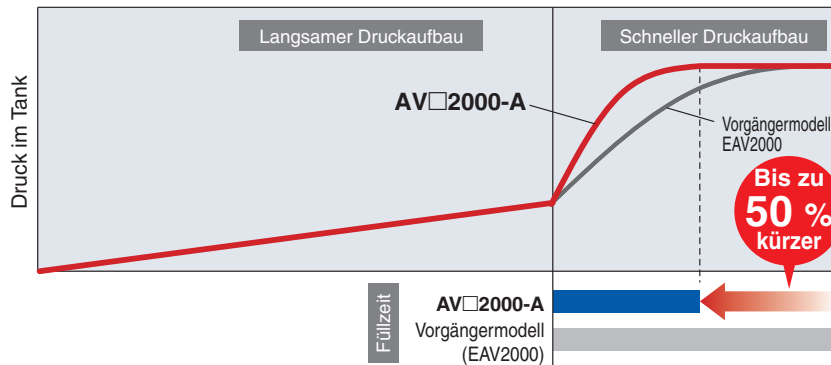 Langsamer Druckaufbau
Schneller Druckaufbau
Druck im Tank
AV□2000-A
Vorgängermodell
EAV2000
Bis zu
50 %
kürzer
Füllzeit
AV□2000-A
Vorgängermodell
(EAV2000)